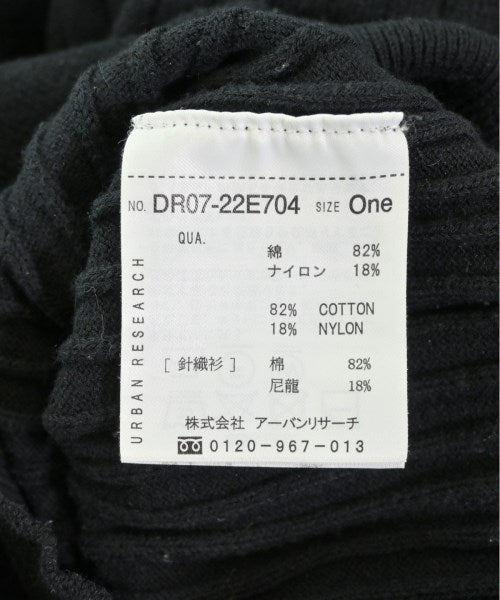 NO. DR07-22E704 SIZE One
QUA.
綿 82%
ナイロン 18%
82% COTTON
18% NYLON
[ 針織衫 ] 棉 82%
尼龍 18%
株式会社 アーバンリサーチ
0120-967-013
URBAN RESEARCH